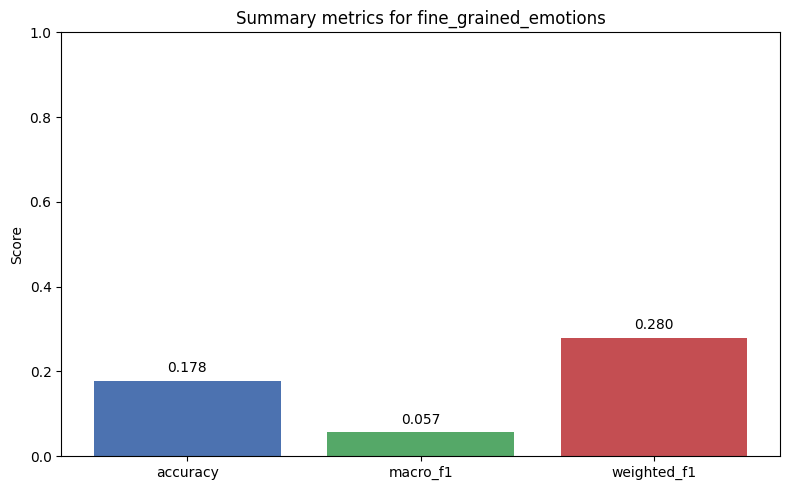 Summary metrics for fine_grained_emotions
1.0
0.8
0.6
0.4
0.2
0.0
Score
0.178
0.057
0.280
accuracy
macro_f1
weighted_f1